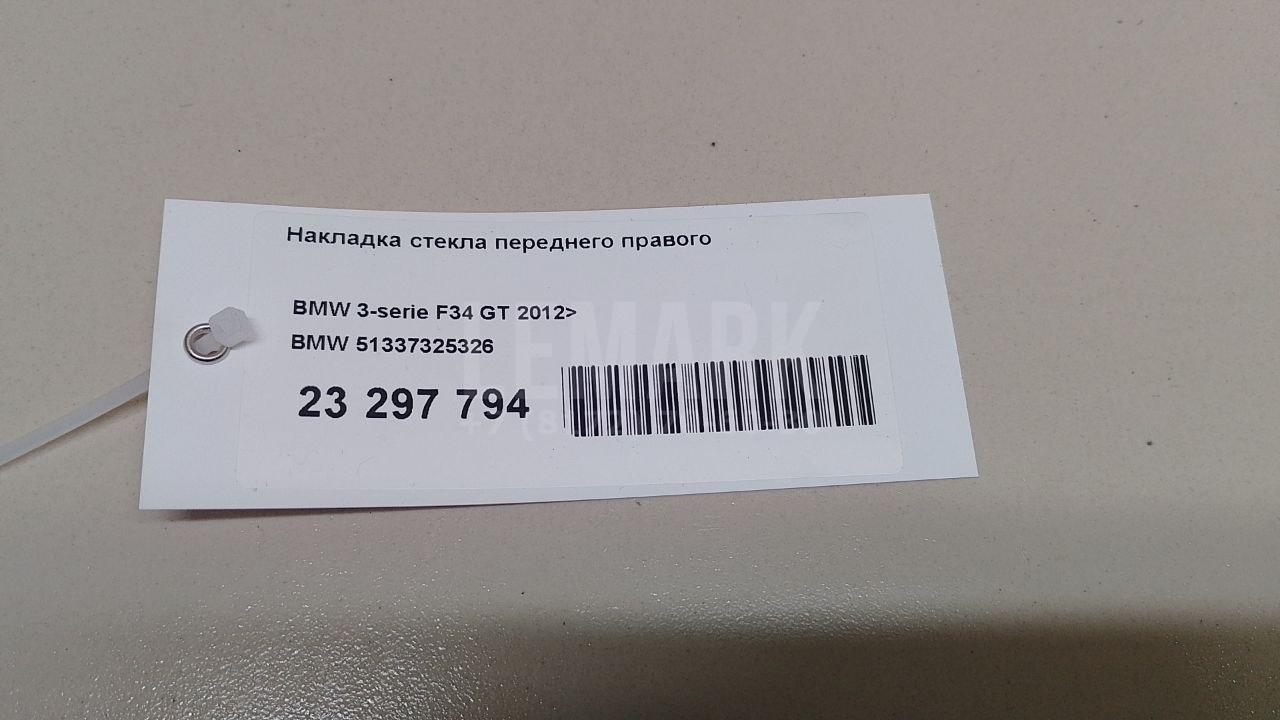 Накладка стекла переднего правого
BMW 3-serie F34 GT 2012>
BMW 51337325326
23 297 794